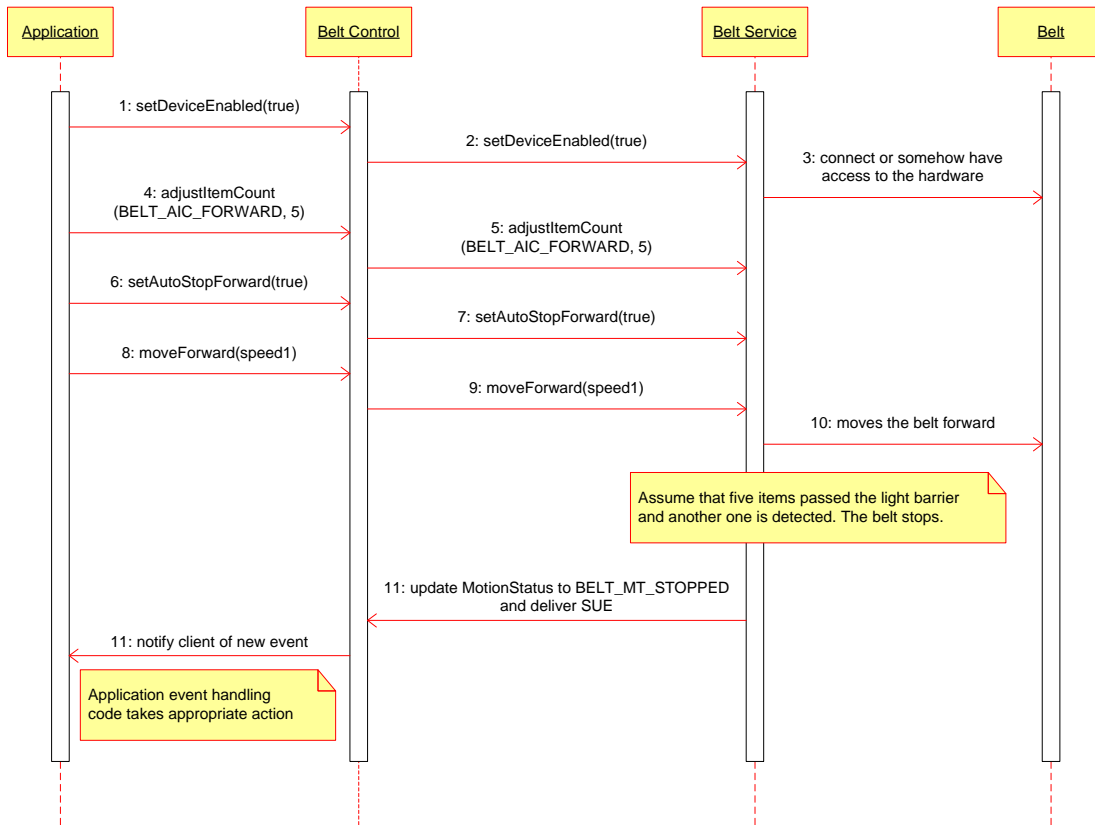 Application
Belt Control
Belt Service
Belt
1: setDeviceEnabled(true)
2: setDeviceEnabled(true)
3: connect or somehow have
access to the hardware
4: adjustItemCount
(BELT_AIC_FORWARD, 5)
5: adjustItemCount
(BELT_AIC_FORWARD, 5)
6: setAutoStopForward(true)
7: setAutoStopForward(true)
8: moveForward(speed1)
9: moveForward(speed1)
10: moves the belt forward
Assume that five items passed the light barrier
and another one is detected. The belt stops.
11: update MotionStatus to BELT_MT_STOPPED
and deliver SUE
11: notify client of new event
Application event handling
code takes appropriate action